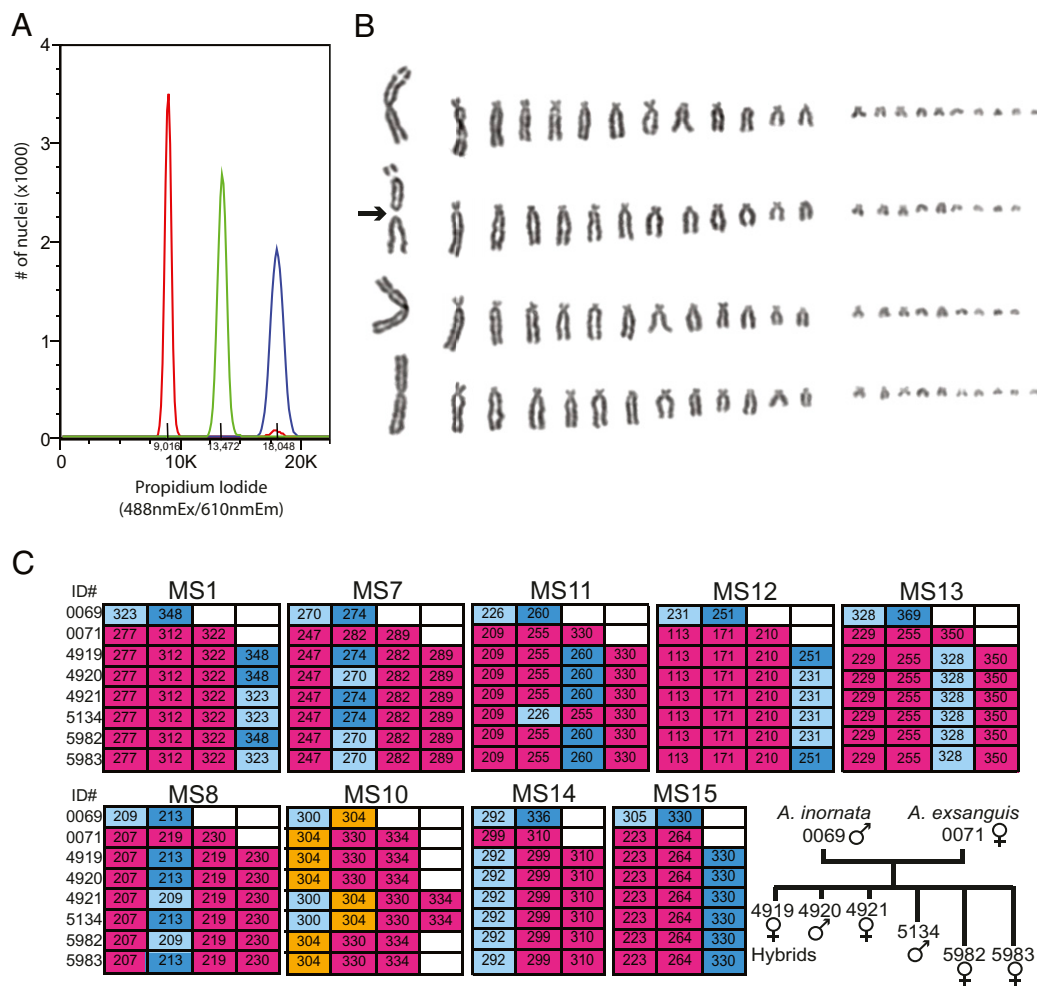 A
B
4
3
2
1
0
# of nuclei (x1000)
9,016
13,472
18,048
0
10K
20K
Propidium Iodide
(488nmEx/610nmEm)
C
ID# MS1 MS7 MS11 MS12 MS13
0069 323 348 270 274 226 260 231 251 328 369
0071 277 312 322 247 282 289 209 255 330 113 171 210 229 255 350
4919 277 312 322 348 247 274 282 289 209 255 260 330 113 171 210 251 229 255 328 350
4920 277 312 322 348 247 270 282 289 209 255 260 330 113 171 210 231 229 255 328 350
4921 277 312 322 323 247 274 282 289 209 255 260 330 113 171 210 231 229 255 328 350
5134 277 312 322 323 247 274 282 289 209 226 255 330 113 171 210 231 229 255 328 350
5982 277 312 322 348 247 270 282 289 209 255 260 330 113 171 210 231 229 255 328 350
5983 277 312 322 323 247 270 282 289 209 255 260 330 113 171 210 251 229 255 328 350
ID# MS8 MS10 MS14 MS15
0069 209 213 300 304 292 336 305 330
0071 207 219 230 304 330 334 299 310 223 264
4919 207 213 219 230 304 330 334 292 299 310 223 264 330
4920 207 213 219 230 304 330 334 292 299 310 223 264 330
4921 207 209 219 230 300 304 330 334 292 299 310 223 264 330
5134 207 213 219 230 300 304 330 334 292 299 310 223 264 330
5982 207 209 219 230 304 330 334 292 299 310 223 264 330
5983 207 213 219 230 304 330 334 292 299 310 223 264 330
A. inornata A. exsanguis
0069 ♂ 0071 ♀
4919 4920 4921
♀ ♂ ♀
5134
♂
Hybrids
5982 5983
♀ ♀